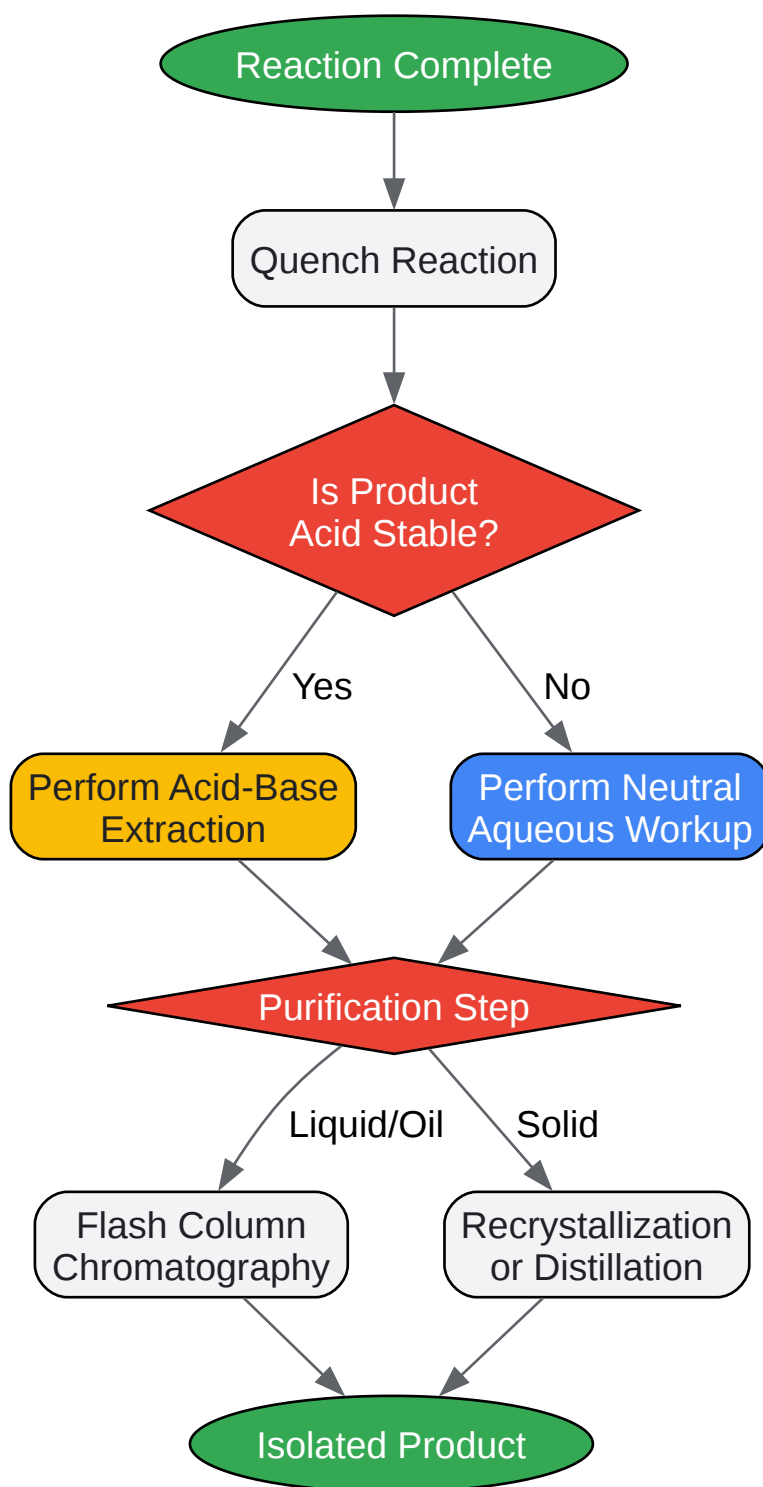 Reaction Complete
Quench Reaction
Is Product
Acid Stable?
Yes
No
Perform Acid-Base
Extraction
Perform Neutral
Aqueous Workup
Purification Step
Liquid/Oil
Solid
Flash Column
Chromatography
Recrystallization
or Distillation
Isolated Product